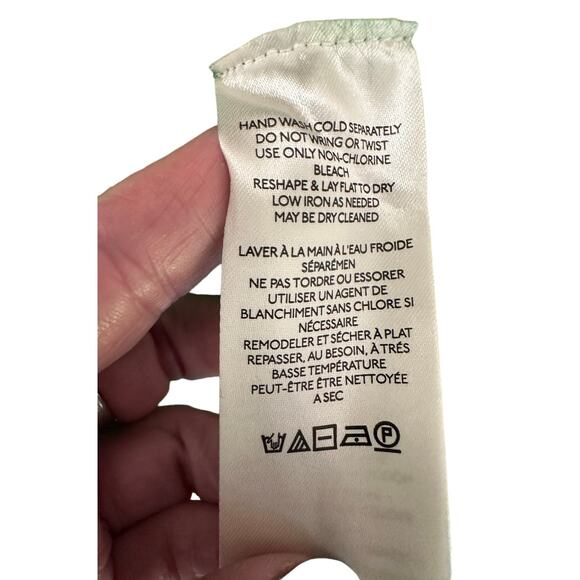 HAND WASH COLD SEPARATELY
DO NOT WRING OR TWIST
USE ONLY NON-CHLORINE
BLEACH
RESHAPE & LAY FLAT TO DRY
LOW IRON AS NEEDED
MAY BE DRY CLEANED
LAVER À LA MAIN À L'EAU FROIDE
SÉPARÉMEN
NE PAS TORDRE OU ESSORER
UTILISER UN AGENT DE
BLANCHIMENT SANS CHLORE SI
NÉCESSAIRE
REMODELER ET SÉCHER À PLAT
REPASSER, AU BESOIN, À TRÉS
BASSE TEMPÉRATURE
PEUT-ÊTRE ÊTRE NETTOYÉE
A SEC
P